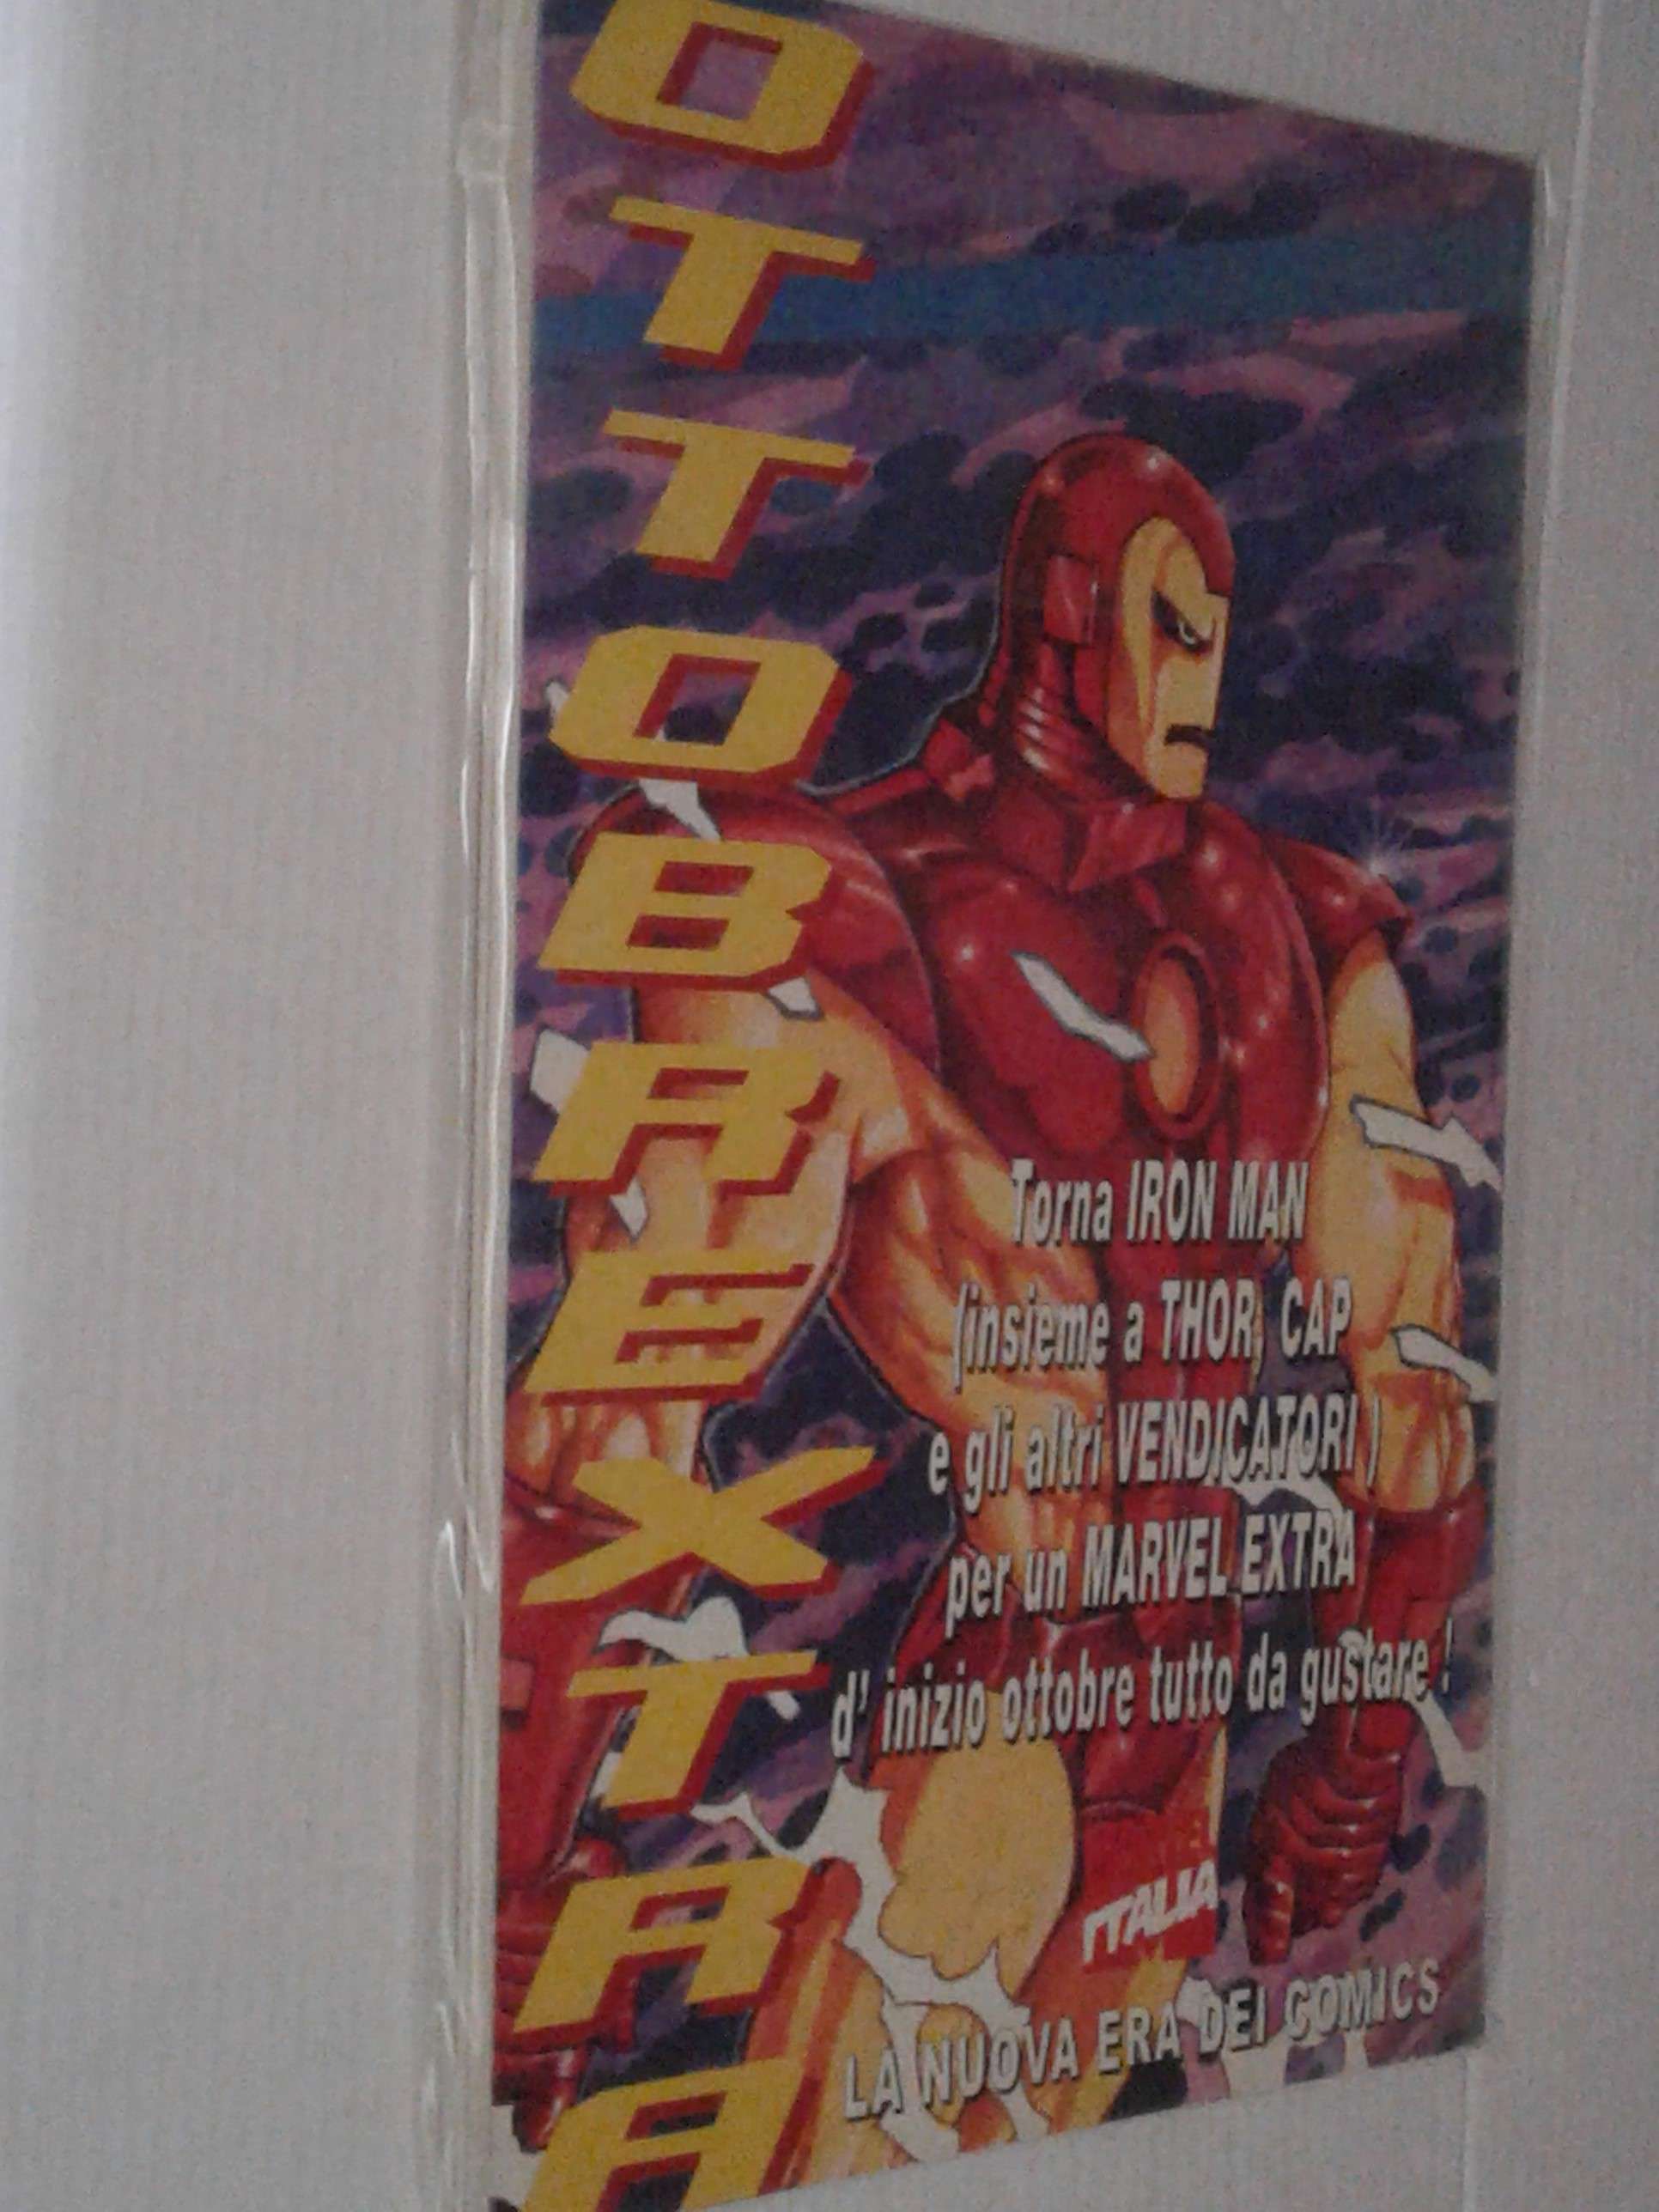 OTTOBREXTRA
Torna IRON MAN
(insieme a THOR, CAP
e gli altri VENDICATORI)
per un MARVEL EXTRA
d' inizio ottobre tutto da gustare !
ITALIA
LA NUOVA ERA DEI COMICS